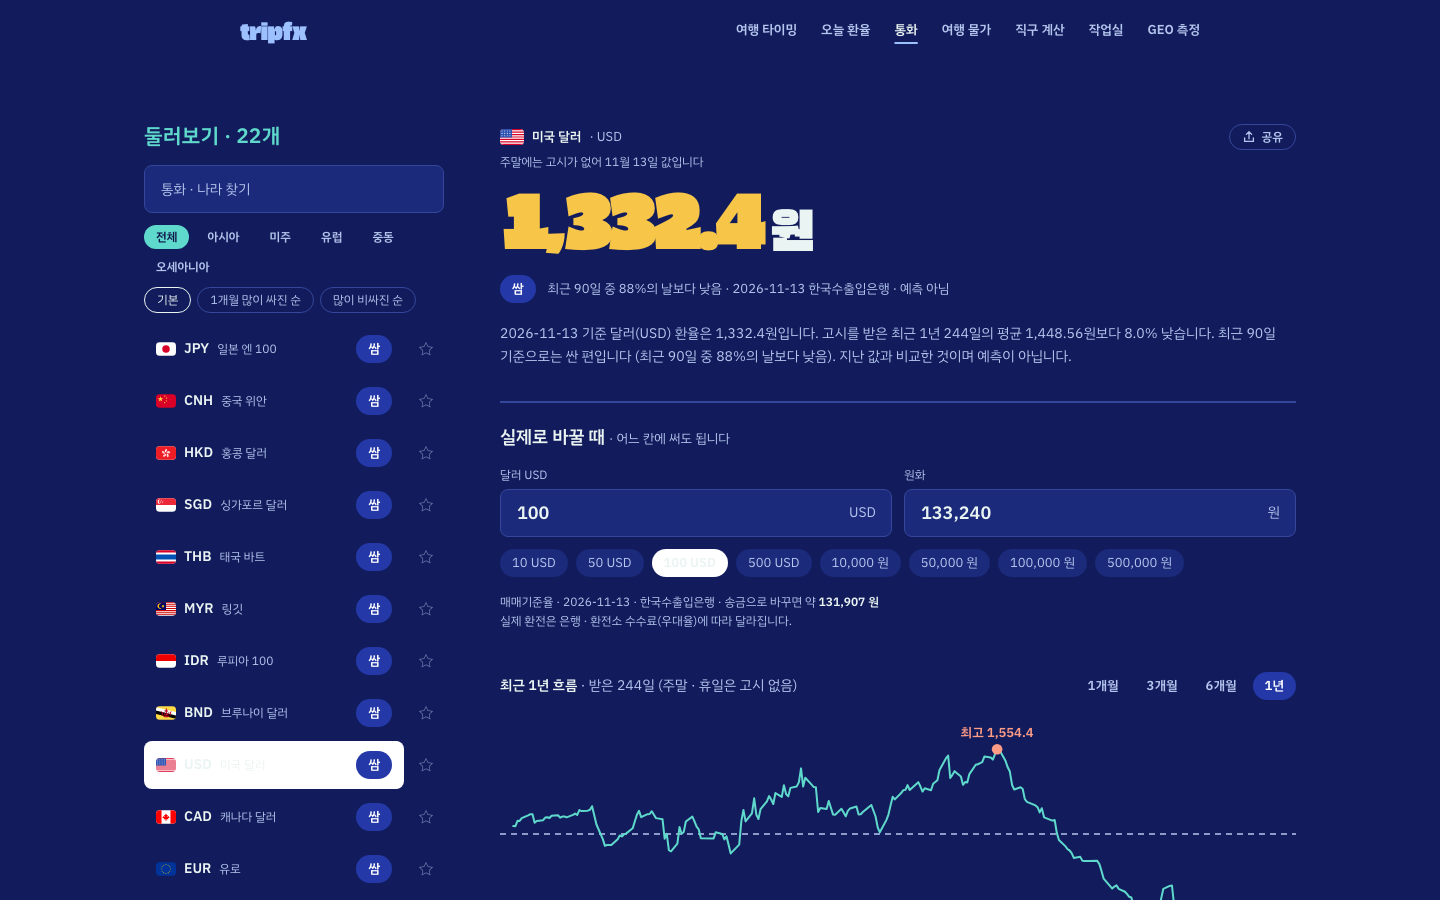 tripfx
여행 타이밍 오늘 환율 통화 여행 물가 직구 계산 작업실 GEO 측정
둘러보기 · 22개
통화 · 나라 찾기
전체 아시아 미주 유럽 중동
오세아니아
기본 1개월 많이 싸진 순 많이 비싸진 순
JPY 일본 엔 100 쌈
CNH 중국 위안 쌈
HKD 홍콩 달러 쌈
SGD 싱가포르 달러 쌈
THB 태국 바트 쌈
MYR 링깃 쌈
IDR 루피아 100 쌈
BND 브루나이 달러 쌈
USD 미국 달러 쌈
CAD 캐나다 달러 쌈
EUR 유로 쌈
미국 달러 · USD
공유
주말에는 고시가 없어 11월 13일 값입니다
1,332.4 원
쌈 최근 90일 중 88%의 날보다 낮음 · 2026-11-13 한국수출입은행 · 예측 아님
2026-11-13 기준 달러(USD) 환율은 1,332.4원입니다. 고시를 받은 최근 1년 244일의 평균 1,448.56원보다 8.0% 낮습니다. 최근 90일
기준으로는 싼 편입니다 (최근 90일 중 88%의 날보다 낮음). 지난 값과 비교한 것이며 예측이 아닙니다.
실제로 바꿀 때 · 어느 칸에 써도 됩니다
달러 USD 원화
100 USD 133,240 원
10 USD 50 USD 100 USD 500 USD 10,000 원 50,000 원 100,000 원 500,000 원
매매기준율 · 2026-11-13 · 한국수출입은행 · 송금으로 바꾸면 약 131,907 원
실제 환전은 은행 · 환전소 수수료(우대율)에 따라 달라집니다.
최근 1년 흐름 · 받은 244일 (주말 · 휴일은 고시 없음)
1개월 3개월 6개월 1년
최고 1,554.4